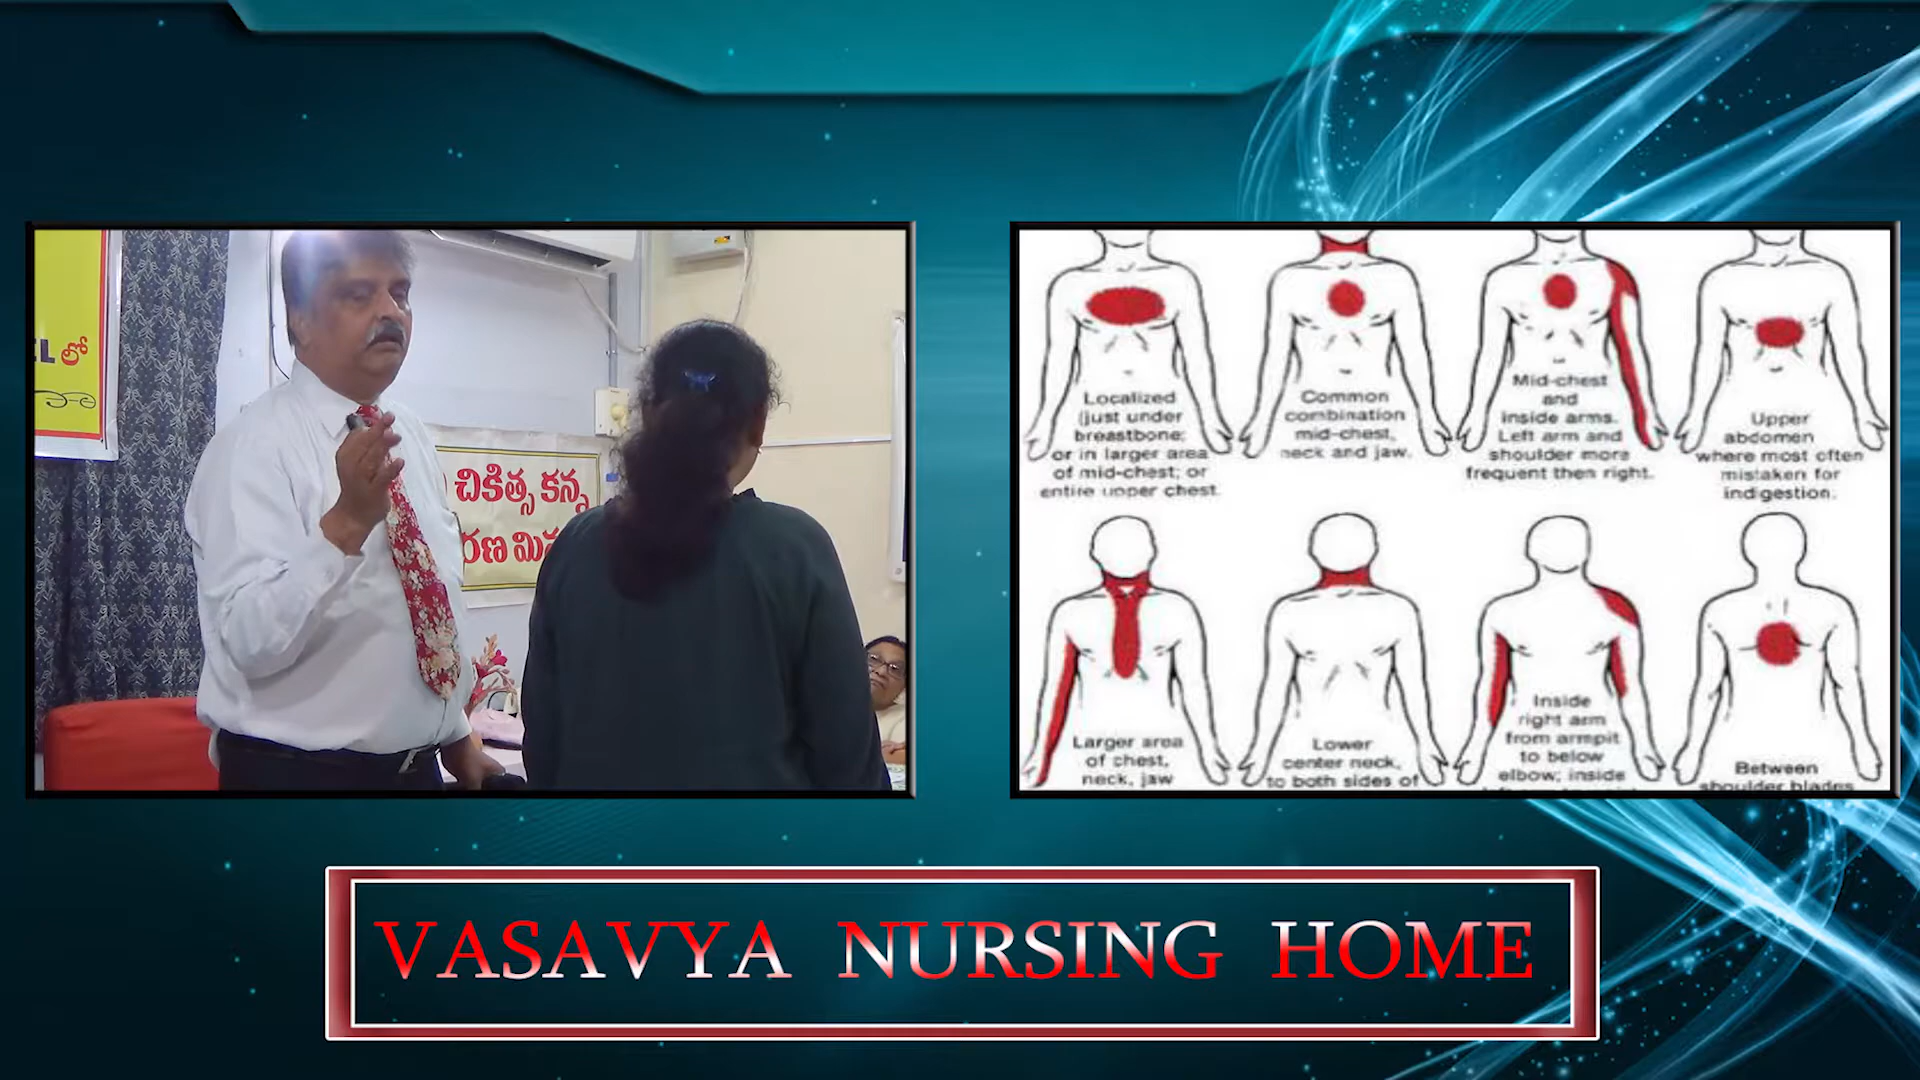 EL లో
చికిత్స కన్న
రణ మిన్న
Localized
(just under
breastbone;
or in larger area
of mid-chest; or
entire upper chest.
Common
combination
mid-chest,
neck and jaw.
Mid-chest
and
inside arms.
Left arm and
shoulder more
frequent then right.
Upper
abdomen
where most often
mistaken for
indigestion.
Larger area
of chest,
neck, jaw
Lower
center neck,
to both sides of
Inside
right arm
from armpit
to below
elbow; inside
Between
shoulder blades
VASAVYA NURSING HOME